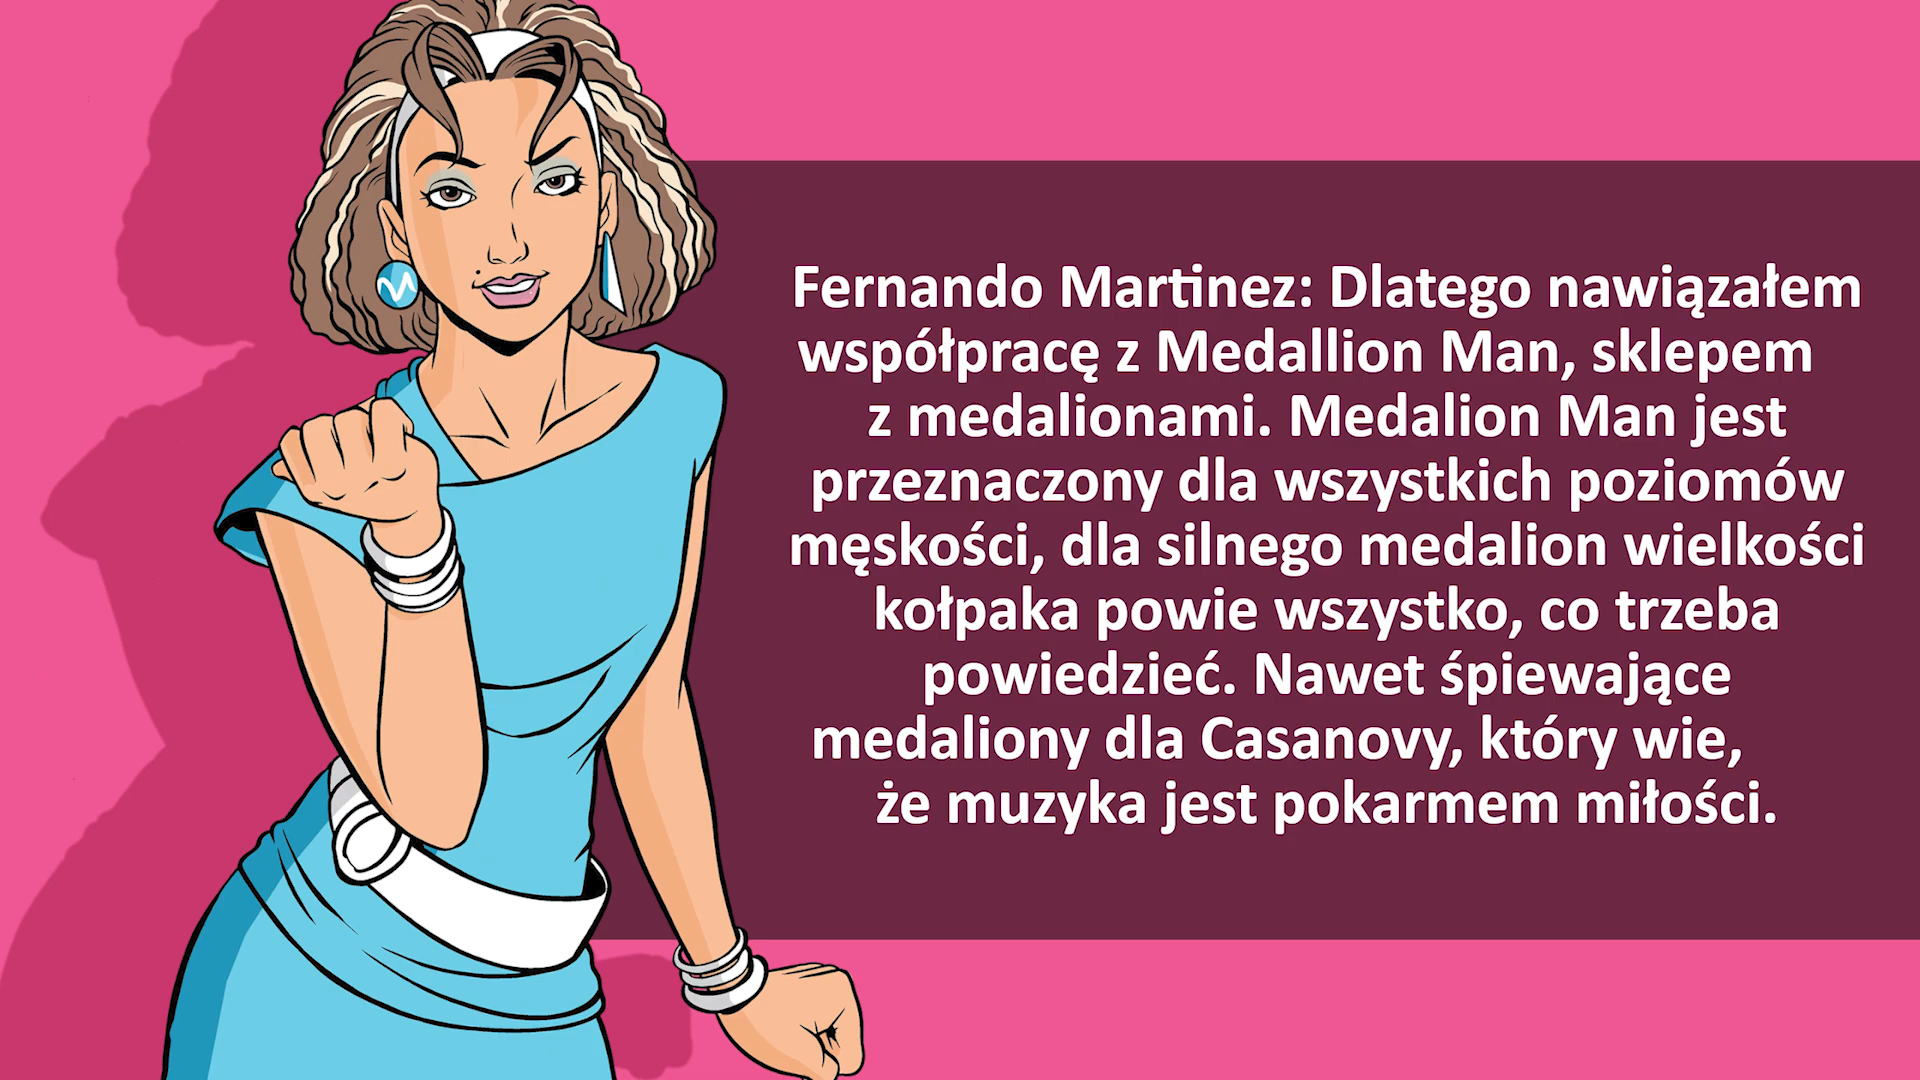 Fernando Martinez: Dlatego nawiązałem
współpracę z Medallion Man, sklepem
z medalionami. Medalion Man jest
przeznaczony dla wszystkich poziomów
męskości, dla silnego medalion wielkości
kołpaka powie wszystko, co trzeba
powiedzieć. Nawet śpiewające
medaliony dla Casanovy, który wie,
że muzyka jest pokarmem miłości.